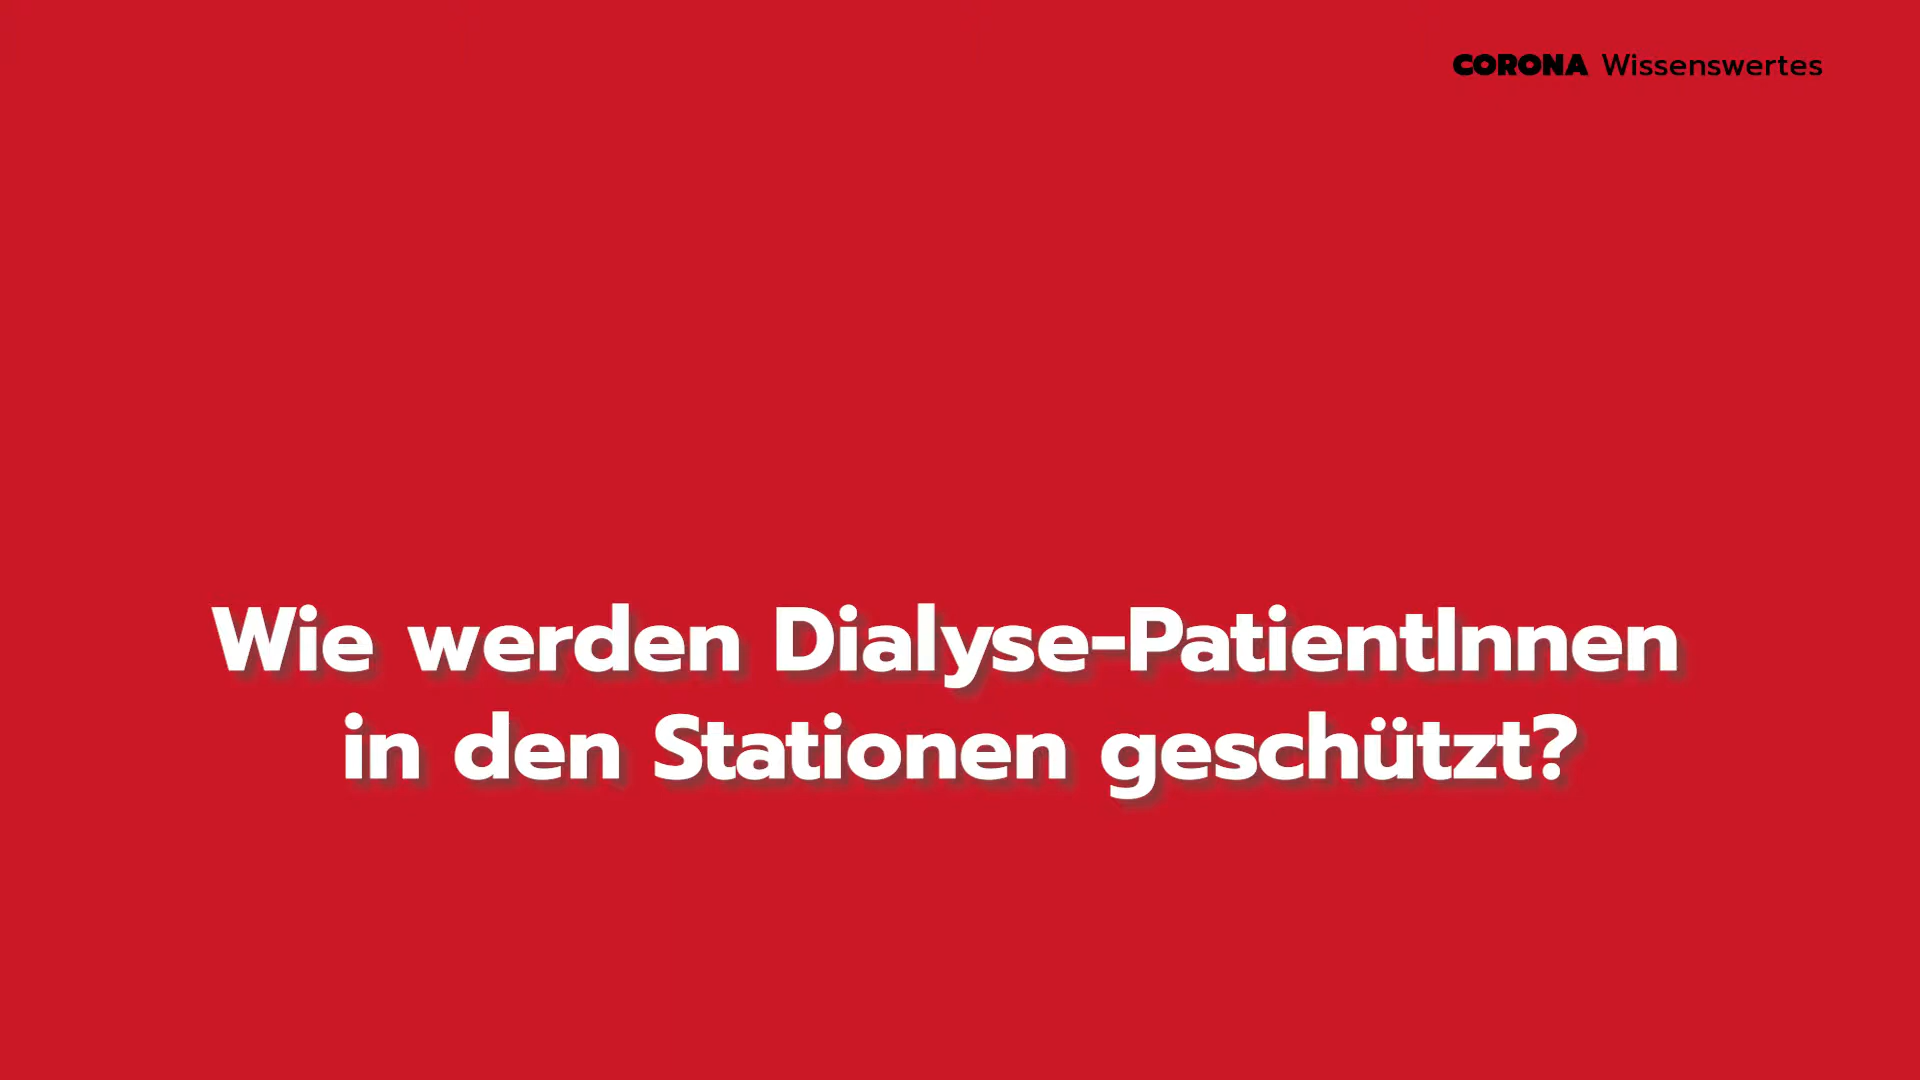 CORONA Wissenswertes
Wie werden Dialyse-PatientInnen
in den Stationen geschützt?